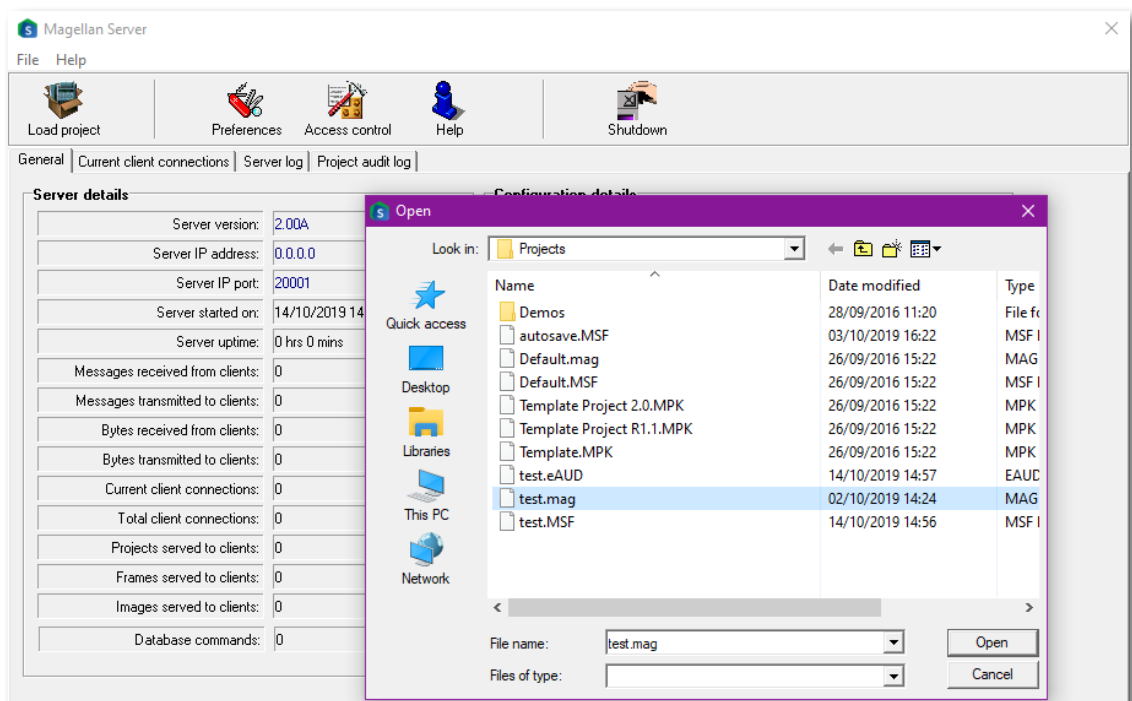 Magellan Server
File Help
Load project Preferences Access control Help Shutdown
General Current client connections Server log Project audit log
Server details
Server version: 2.00A
Server IP address: 0.0.0.0
Server IP port: 20001
Server started on: 14/10/2019 14
Server uptime: 0 hrs 0 mins
Messages received from clients: 0
Messages transmitted to clients: 0
Bytes received from clients: 0
Bytes transmitted to clients: 0
Current client connections: 0
Total client connections: 0
Projects served to clients: 0
Frames served to clients: 0
Images served to clients: 0
Database commands: 0
Configuration details
Open
Look in: Projects
Quick access
Desktop
Libraries
This PC
Network
Name Date modified Type
Demos 28/09/2016 11:20 File fo
autosave.MSF 03/10/2019 16:22 MSF
Default.mag 26/09/2016 15:22 MAG
Default.MSF 26/09/2016 15:22 MSF
Template Project 2.0.MPK 26/09/2016 15:22 MPK
Template Project R1.1.MPK 26/09/2016 15:22 MPK
Template.MPK 26/09/2016 15:22 MPK
test.eAUD 14/10/2019 14:57 EAUD
test.mag 02/10/2019 14:24 MAG
test.MSF 14/10/2019 14:56 MSF
File name: test.mag Open
Files of type: Cancel